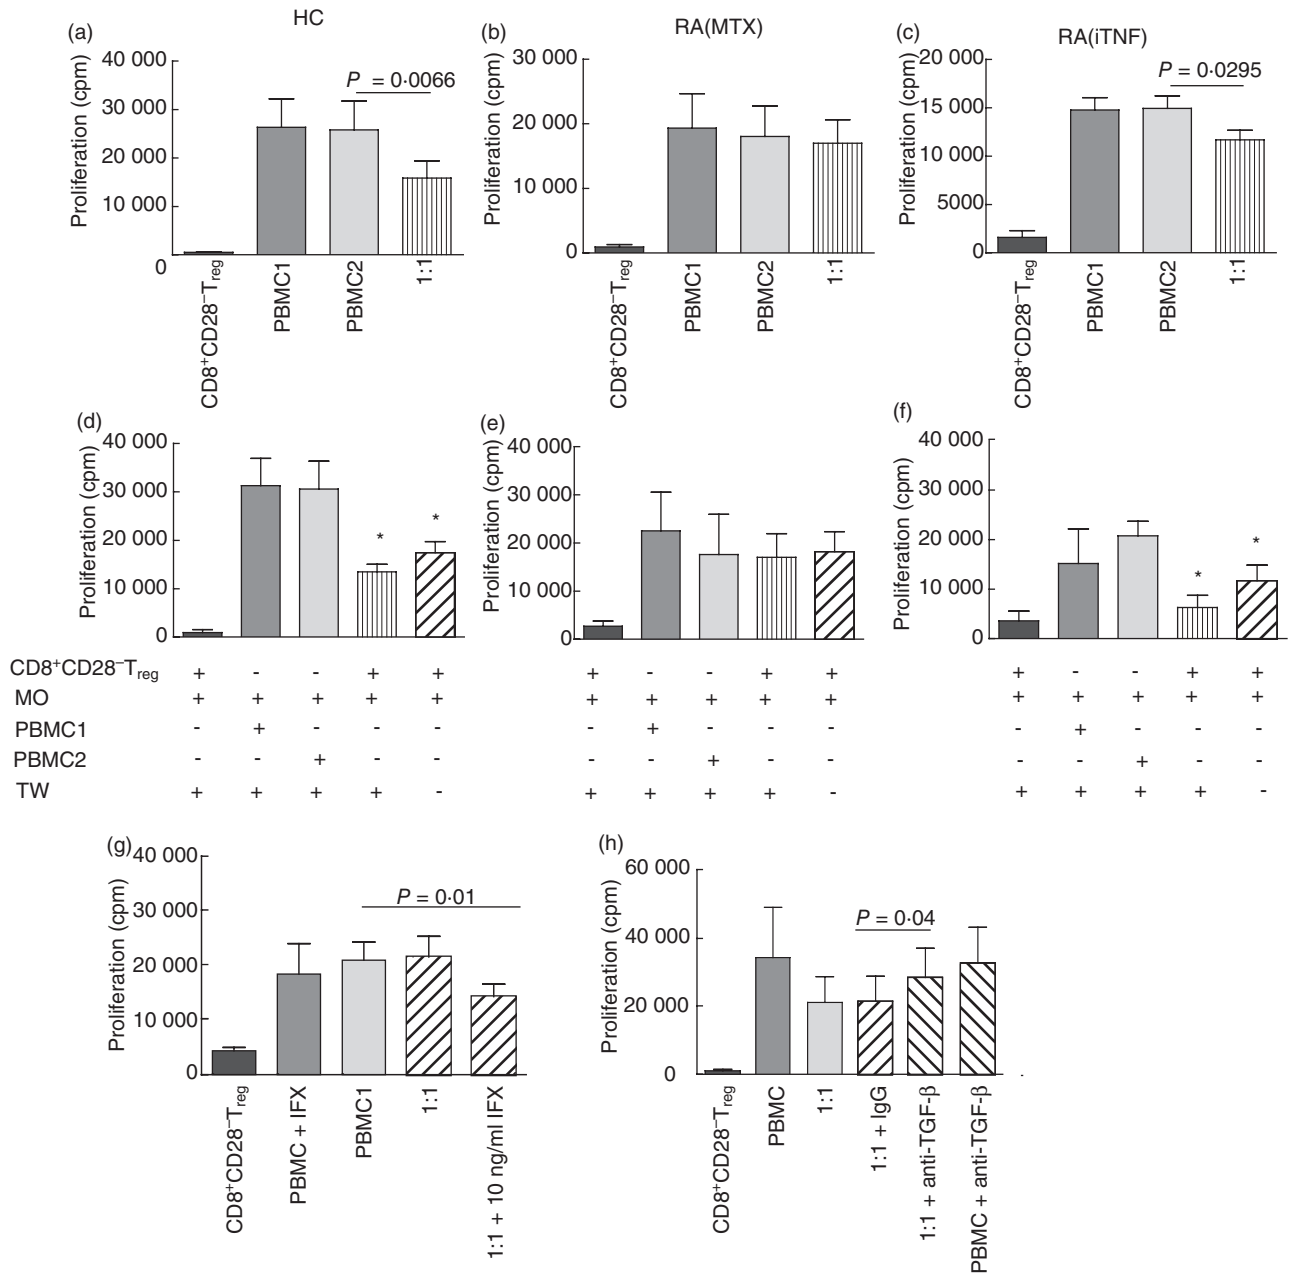 HC
RA(MTX)
RA(iTNF)
(a)
Proliferation (cpm)
40 000
30 000
20 000
10 000
0
P = 0·0066
CD8⁺CD28⁻T_reg
PBMC1
PBMC2
1:1
(b)
Proliferation (cpm)
30 000
20 000
10 000
0
CD8⁺CD28⁻T_reg
PBMC1
PBMC2
1:1
(c)
Proliferation (cpm)
20 000
15 000
10 000
5000
0
P = 0·0295
CD8⁺CD28⁻T_reg
PBMC1
PBMC2
1:1
(d)
Proliferation (cpm)
40 000
30 000
20 000
10 000
0
* *
(e)
Proliferation (cpm)
40 000
30 000
20 000
10 000
0
(f)
Proliferation (cpm)
40 000
30 000
20 000
10 000
0
* *
CD8⁺CD28⁻T_reg + - - + + + - - + + + - - + +
MO + + + + + + + + + + + + + + +
PBMC1 - + - - - - + - - - - + - - -
PBMC2 - - + - - - - + - - - - + - -
TW + + + + - + + + + - + + + + -
(g)
Proliferation (cpm)
40 000
30 000
20 000
10 000
0
P = 0·01
CD8⁺CD28⁻T_reg
PBMC + IFX
PBMC1
1:1
1:1 + 10 ng/ml IFX
(h)
Proliferation (cpm)
60 000
40 000
20 000
0
P = 0·04
CD8⁺CD28⁻T_reg
PBMC
1:1
1:1 + IgG
1:1 + anti-TGF-β
PBMC + anti-TGF-β